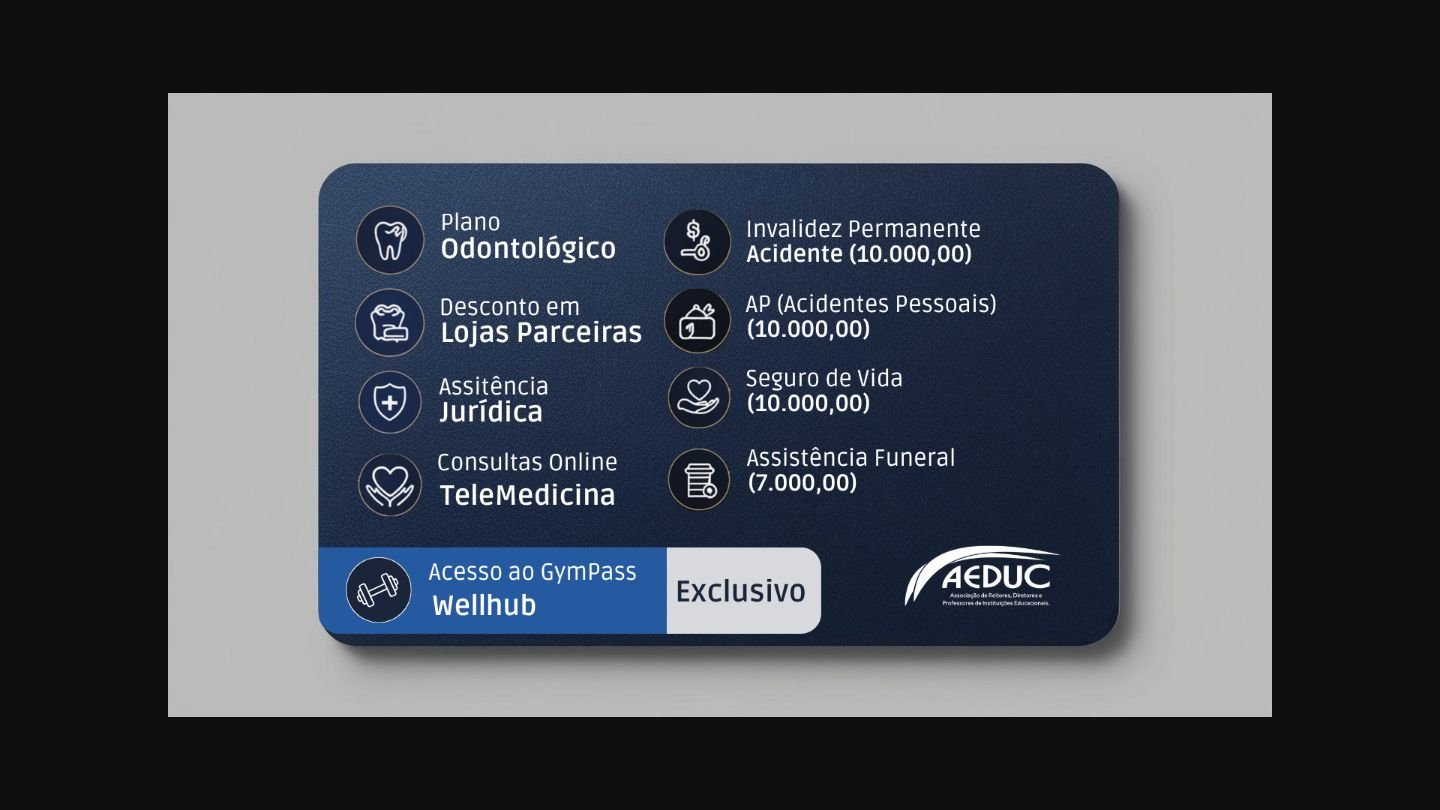 Plano
Odontológico
Desconto em
Lojas Parceiras
Assitência
Jurídica
Consultas Online
TeleMedicina
Invalidez Permanente
Acidente (10.000,00)
AP (Acidentes Pessoais)
(10.000,00)
Seguro de Vida
(10.000,00)
Assistência Funeral
(7.000,00)
Acesso ao GymPass
Wellhub
Exclusivo
AEDUC
Associação de Reitores, Diretores e
Professores de Instituições Educacionais.